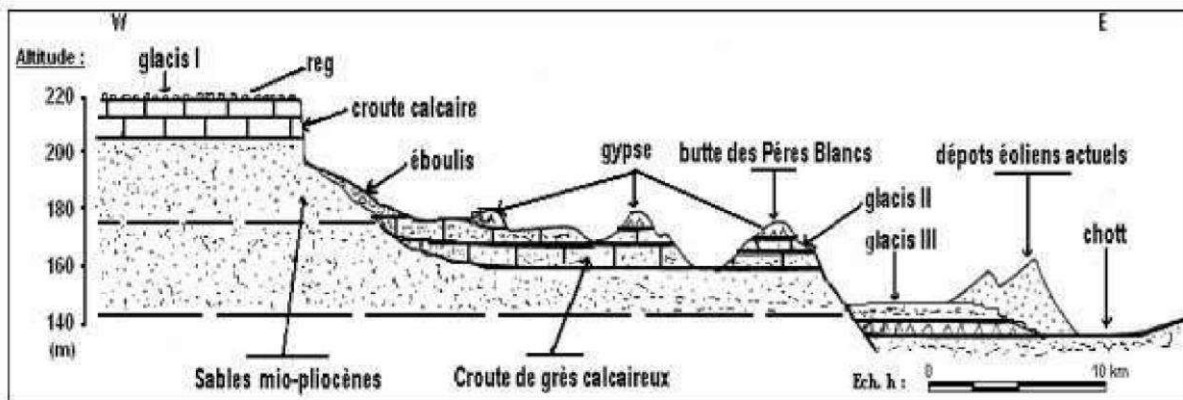 W E
Altitude :
glacis I
reg
220
croute calcaire
200
éboulis
gypse
butte des Péres Blancs
dépots éoliens actuels
180
glacis II
glacis III
chott
160
140
(m)
Sables mio-pliocènes
Croute de grès calcaireux
Ech. h :
0 10 km